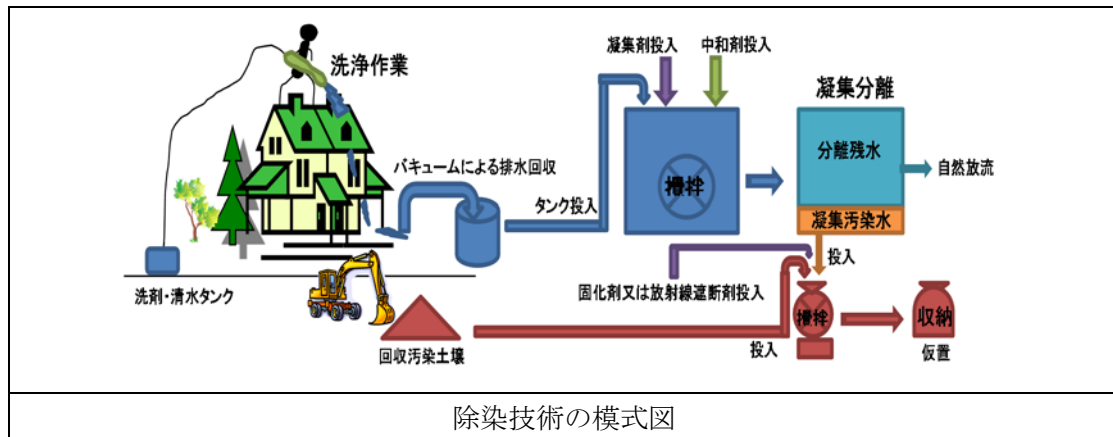 洗浄作業
凝集剤投入
中和剤投入
凝集分離
バキュームによる排水回収
タンク投入
攪拌
分離残水
自然放流
凝集汚染水
投入
固化剤又は放射線遮断剤投入
洗剤・清水タンク
回収汚染土壌
投入
攪拌
収納
仮置
除染技術の模式図